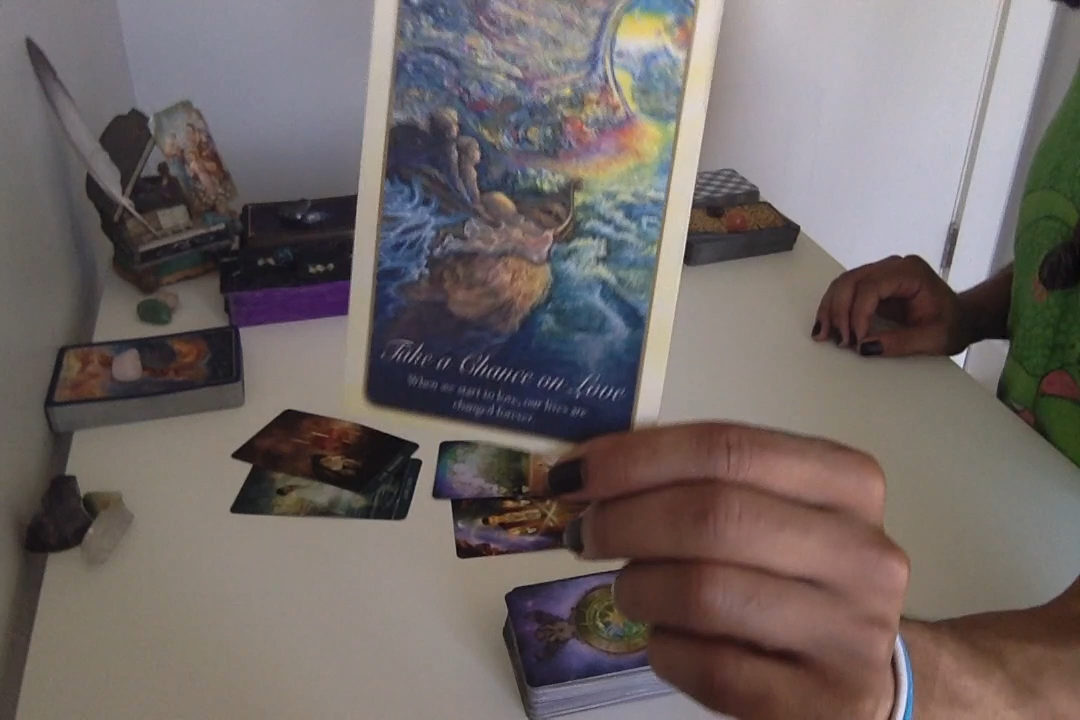 Take a Chance on Love
When we start to love, our lives are
changed forever.